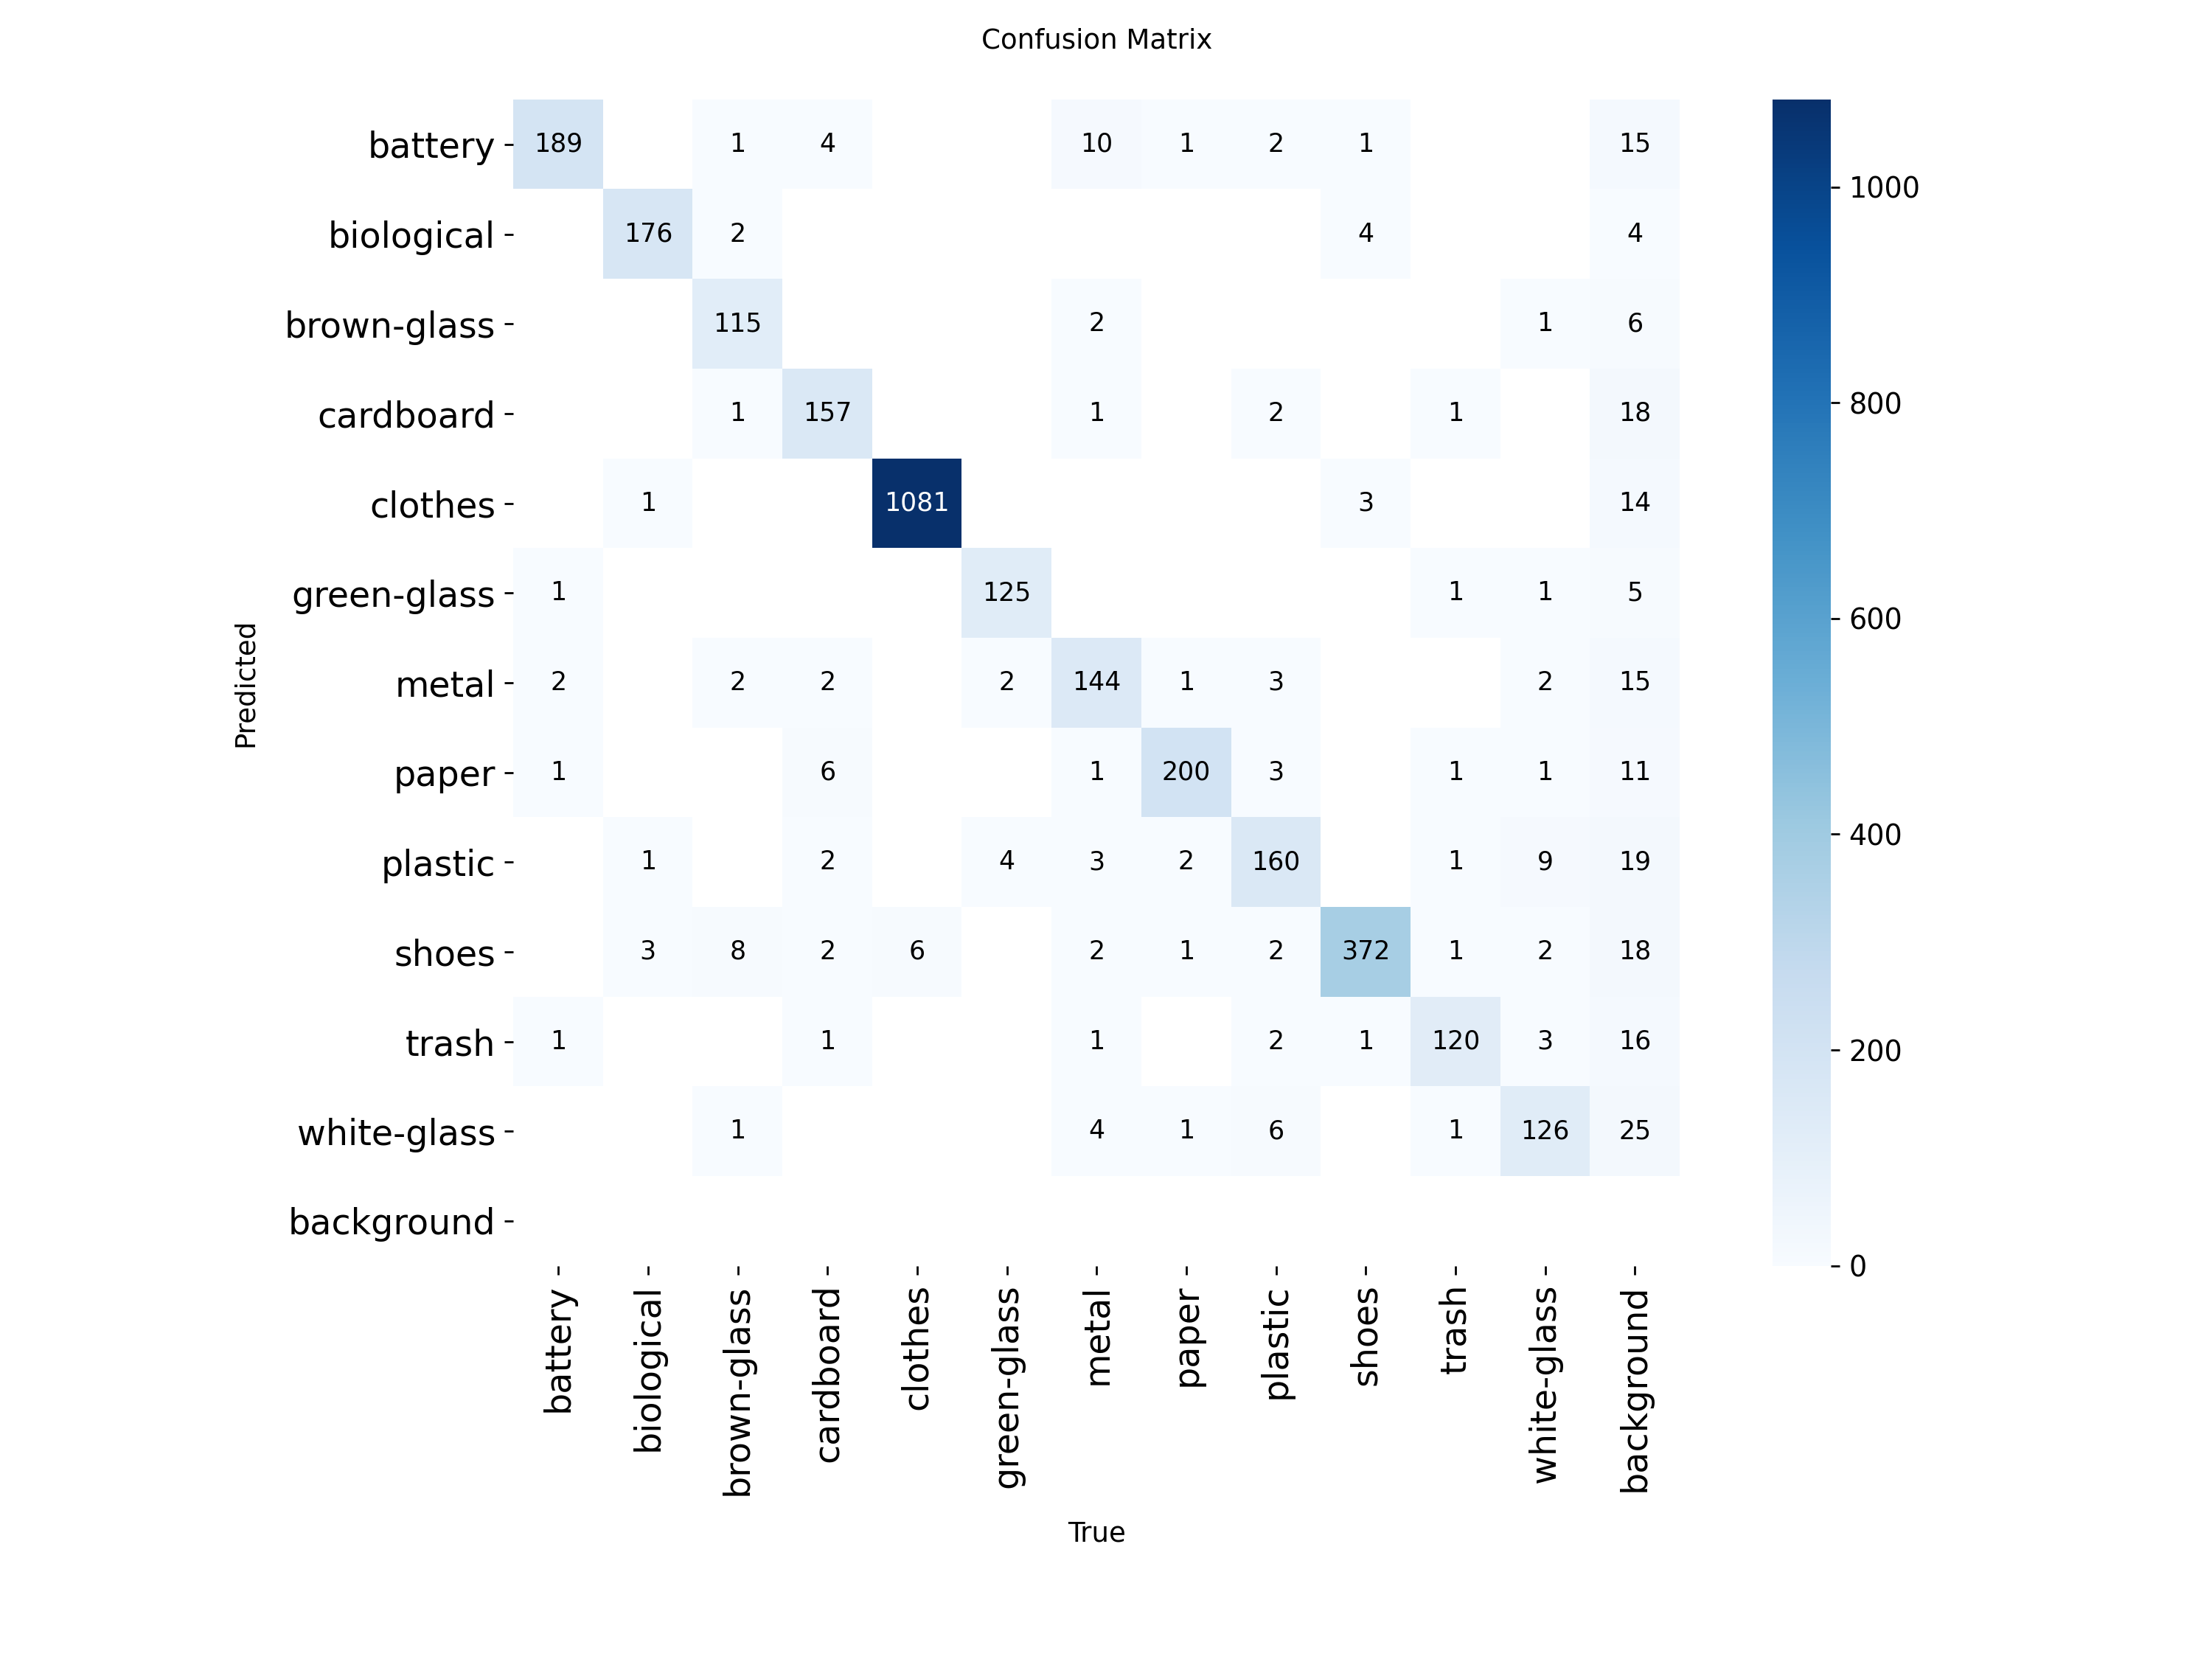 Confusion Matrix
battery 189 1 4 10 1 2 1 15
biological 176 2 4 4
brown-glass 115 2 1 6
cardboard 1 157 1 2 1 18
clothes 1 1081 3 14
green-glass 1 125 1 1 5
metal 2 2 2 2 144 1 3 2 15
paper 1 6 1 200 3 1 1 11
plastic 1 2 4 3 2 160 1 9 19
shoes 3 8 2 6 2 1 2 372 1 2 18
trash 1 1 1 2 1 120 3 16
white-glass 1 4 1 6 1 126 25
background
Predicted
battery biological brown-glass cardboard clothes green-glass metal paper plastic shoes trash white-glass background
True
1000
800
600
400
200
0